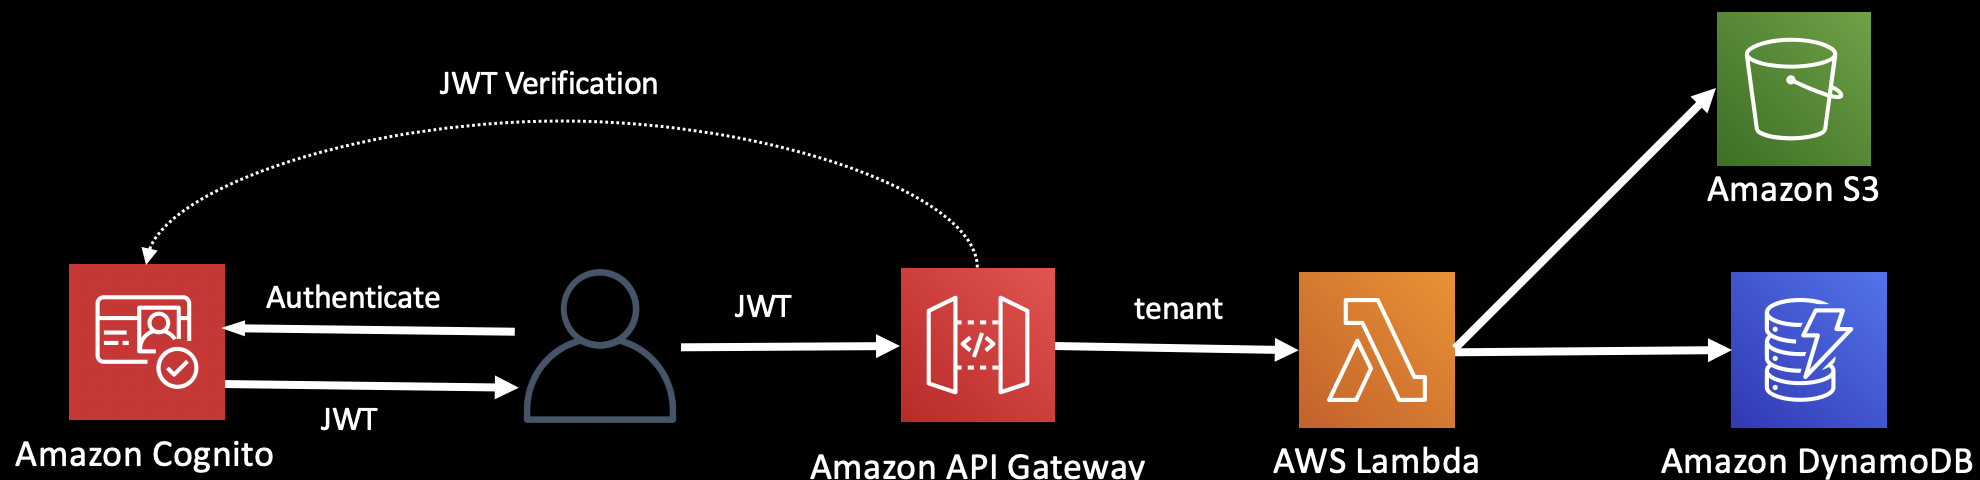 JWT Verification
Amazon S3
Authenticate
JWT
tenant
JWT
</>
Amazon Cognito
Amazon API Gateway
AWS Lambda
Amazon DynamoDB